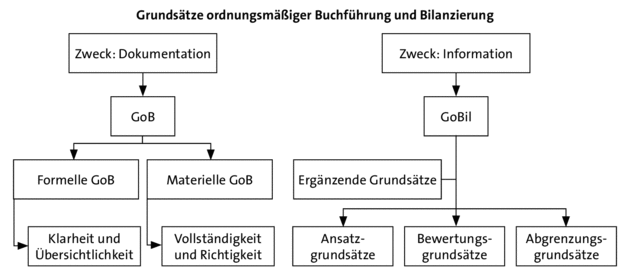 Grundsätze ordnungsmäßiger Buchführung und Bilanzierung
Zweck: Dokumentation
Zweck: Information
GoB
GoBil
Formelle GoB
Materielle GoB
Ergänzende Grundsätze
Klarheit und
Übersichtlichkeit
Vollständigkeit
und Richtigkeit
Ansatz-
grundsätze
Bewertungs-
grundsätze
Abgrenzungs-
grundsätze